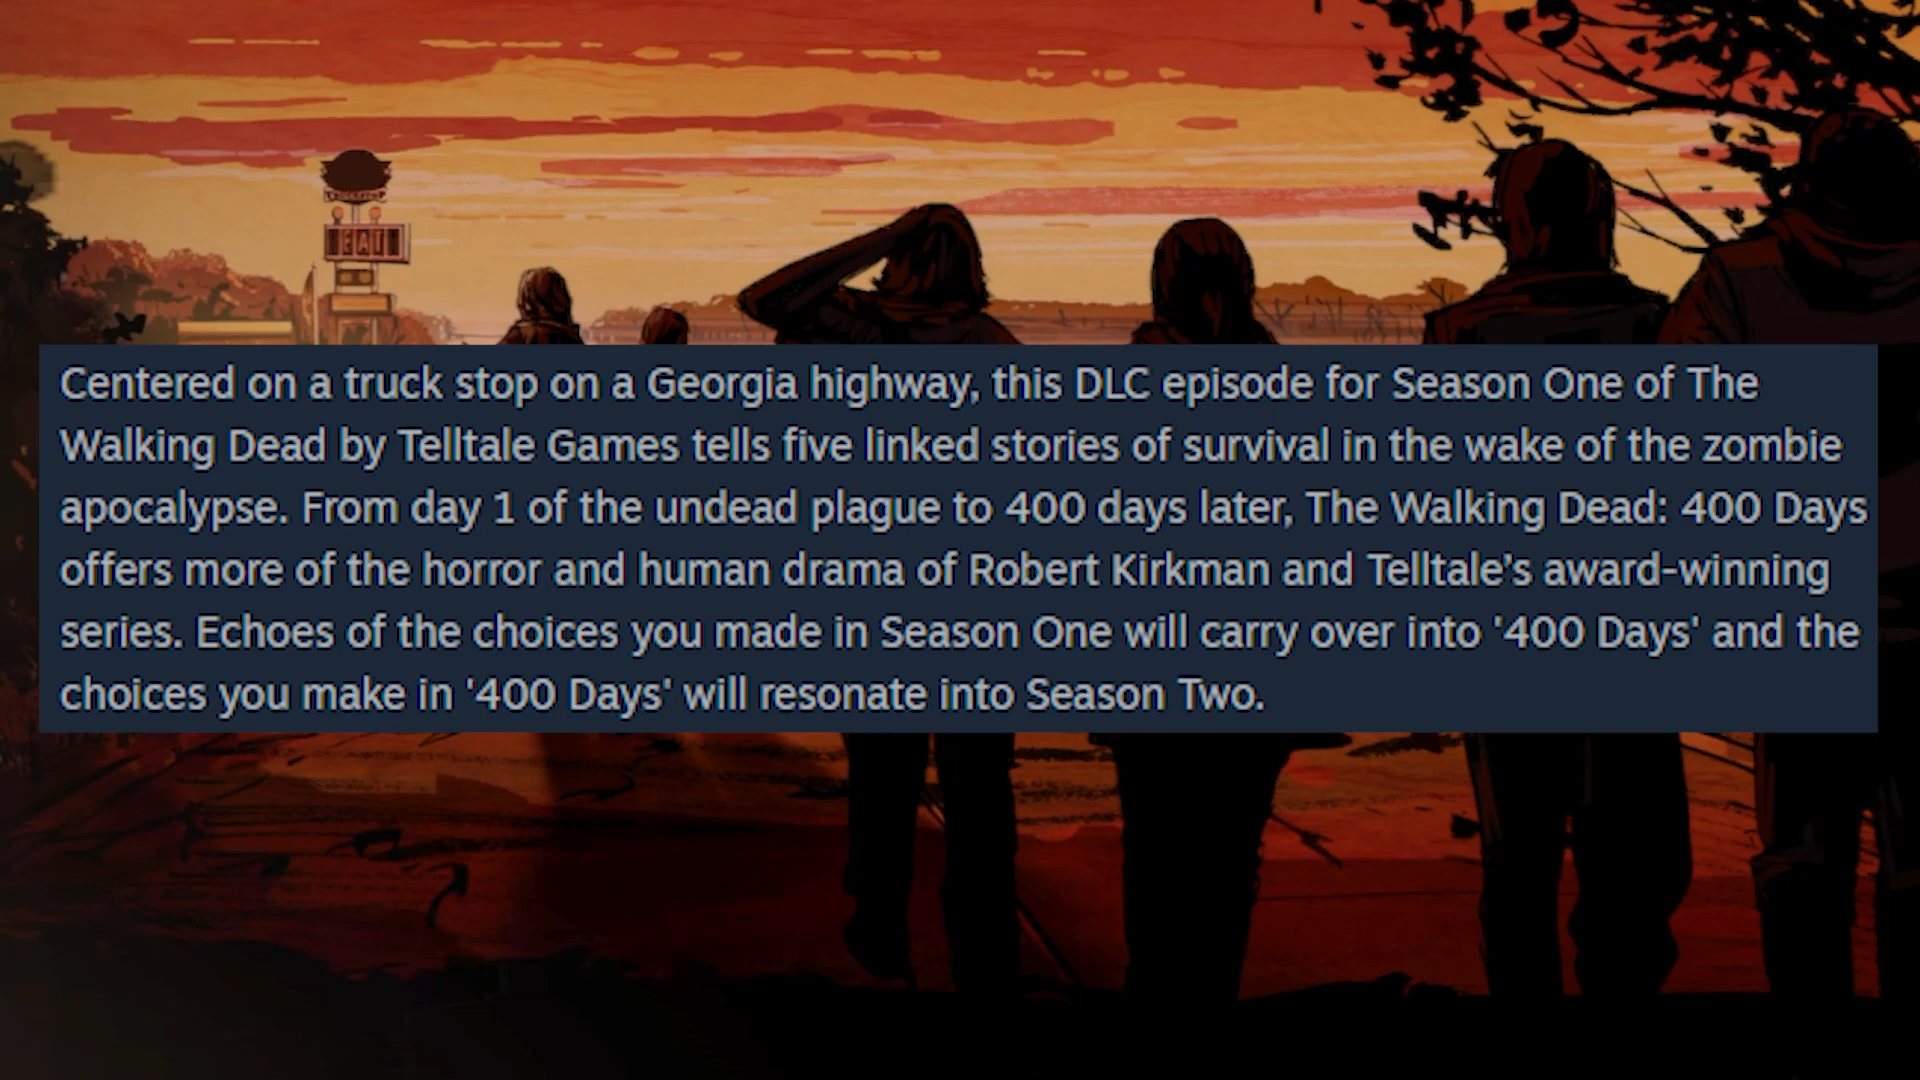 EAT
Centered on a truck stop on a Georgia highway, this DLC episode for Season One of The
Walking Dead by Telltale Games tells five linked stories of survival in the wake of the zombie
apocalypse. From day 1 of the undead plague to 400 days later, The Walking Dead: 400 Days
offers more of the horror and human drama of Robert Kirkman and Telltale’s award-winning
series. Echoes of the choices you made in Season One will carry over into '400 Days' and the
choices you make in '400 Days' will resonate into Season Two.